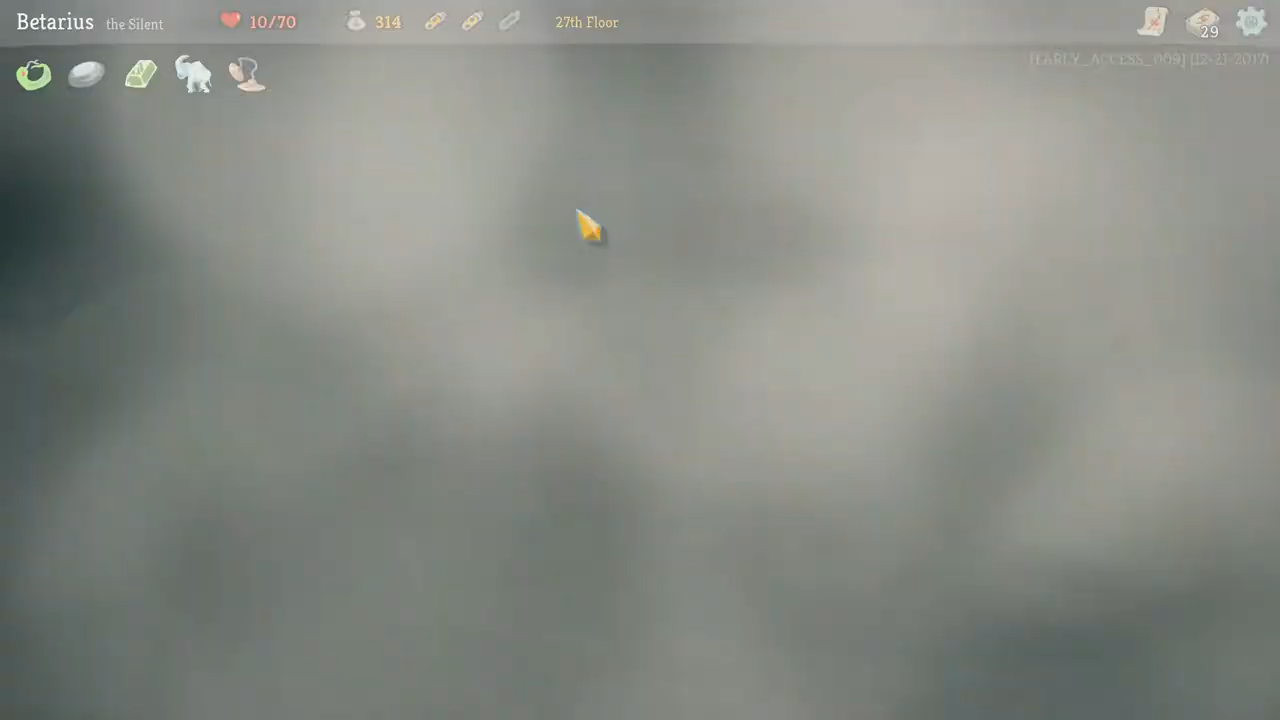 Betarius the Silent 10/70 314 27th Floor 29
[EARLY_ACCESS_009] [12-21-2017]